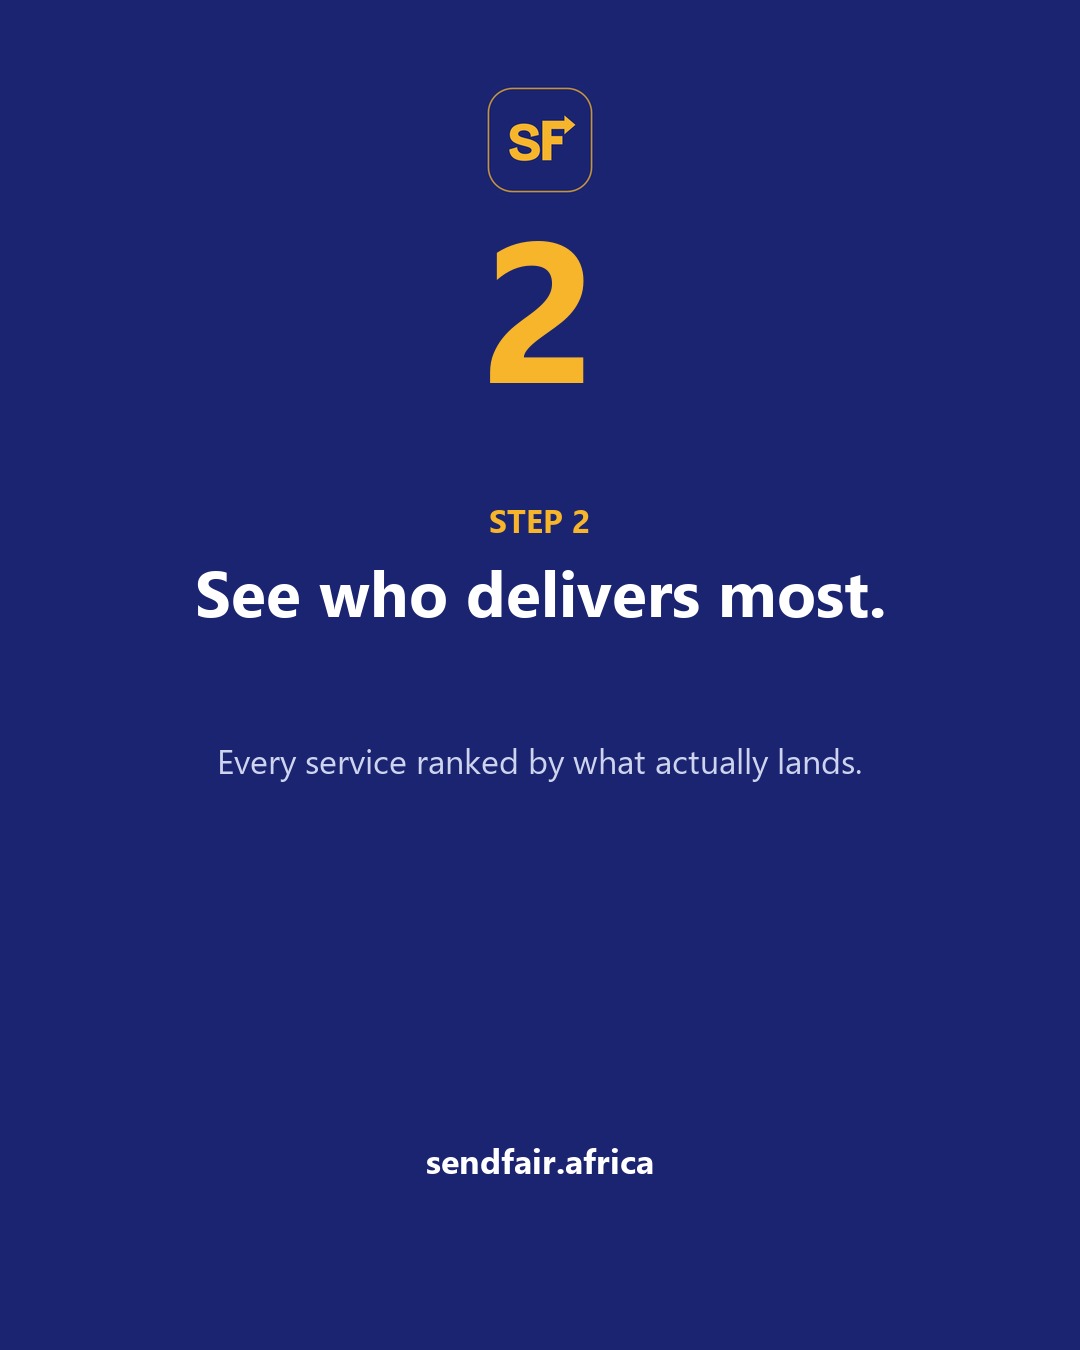 SF
2
STEP 2
See who delivers most.
Every service ranked by what actually lands.
sendfair.africa